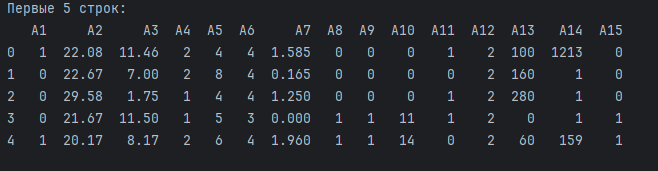 Первые 5 строк:
A1 A2 A3 A4 A5 A6 A7 A8 A9 A10 A11 A12 A13 A14 A15
0 1 22.08 11.46 2 4 4 1.585 0 0 0 1 2 100 1213 0
1 0 22.67 7.00 2 8 4 0.165 0 0 0 0 2 160 1 0
2 0 29.58 1.75 1 4 4 1.250 0 0 0 1 2 280 1 0
3 0 21.67 11.50 1 5 3 0.000 1 1 11 1 2 0 1 1
4 1 20.17 8.17 2 6 4 1.960 1 1 14 0 2 60 159 1